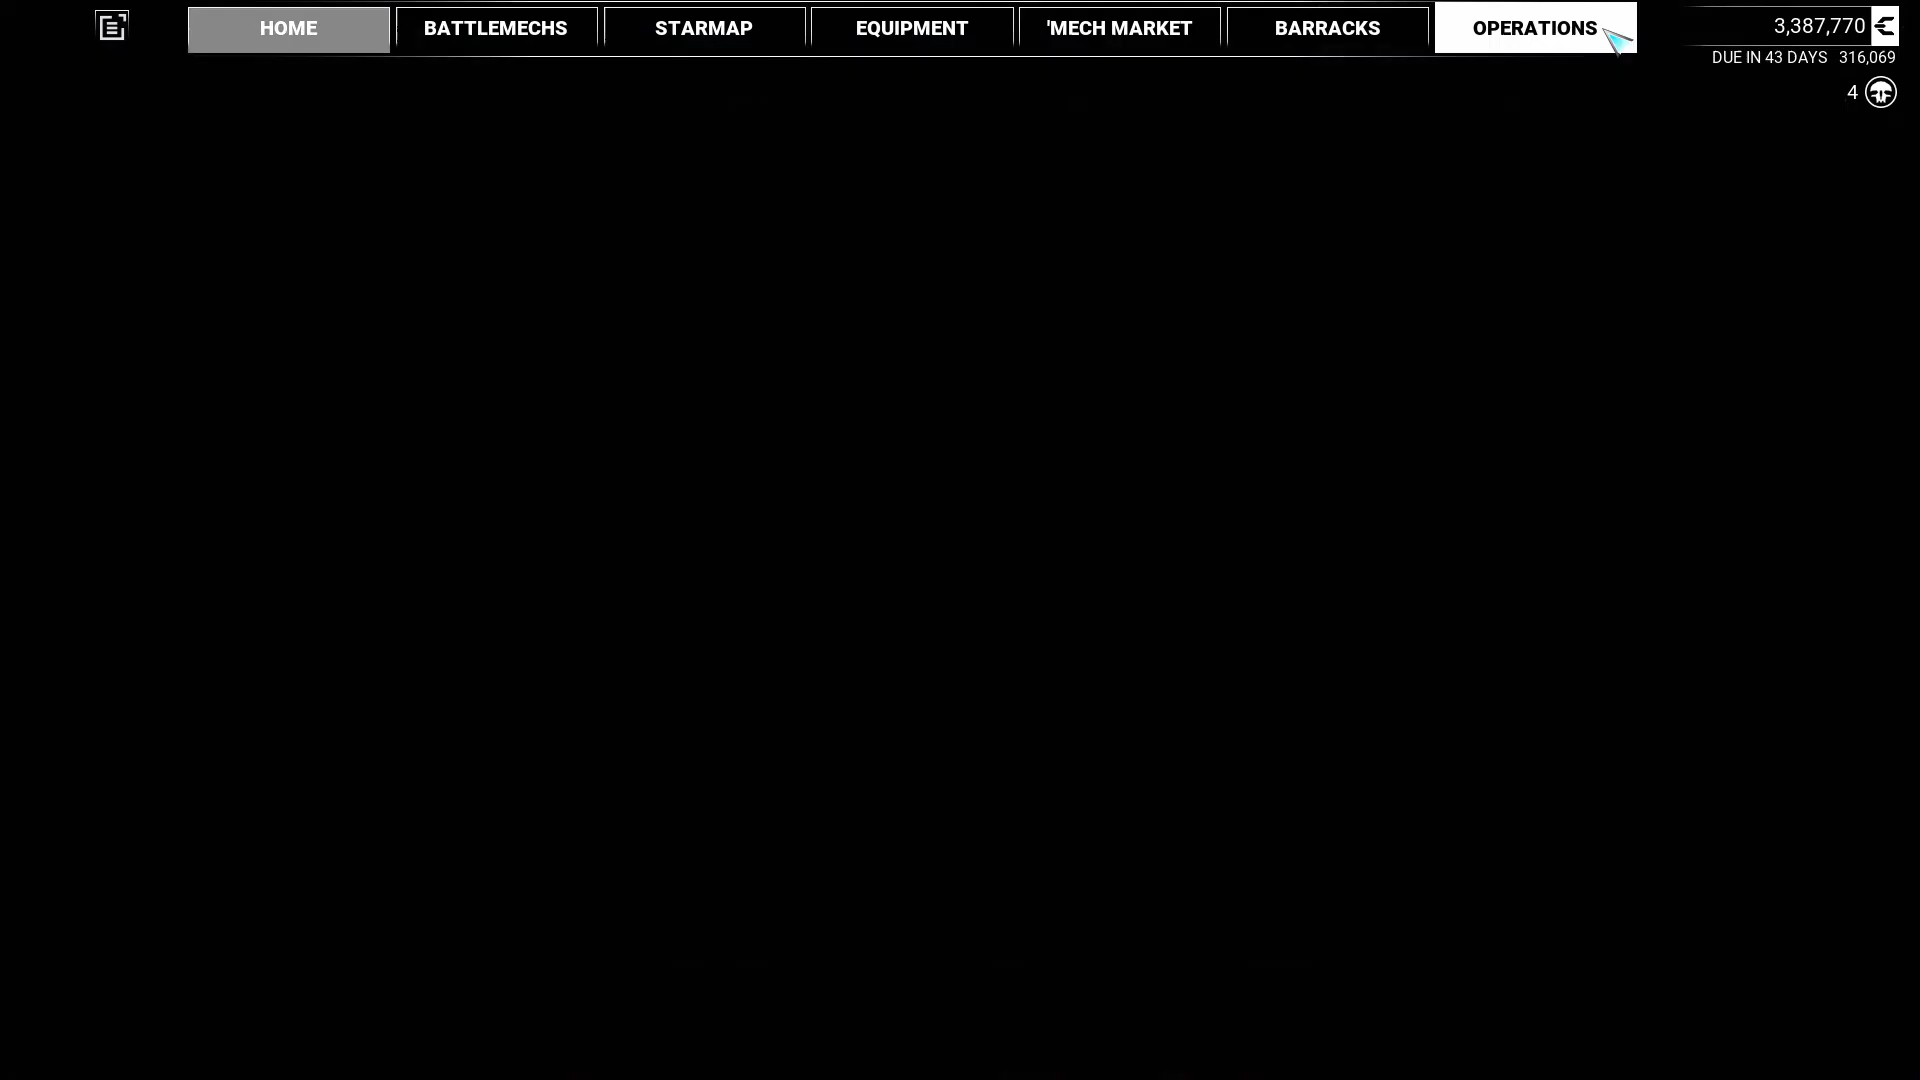 HOME
BATTLEMECHS
STARMAP
EQUIPMENT
'MECH MARKET
BARRACKS
OPERATIONS
3,387,770
DUE IN 43 DAYS 316,069
4